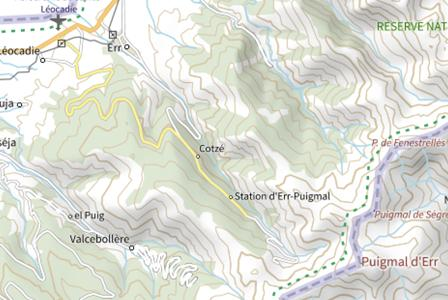 Léocadie
RESERVE NAT
Léocadie
Err
uja
P. de Fenestrelles
séja
Cotzé
Station d'Err-Puigmal
el Puig
Puigmal de Sègre
Valcebollère
Puigmal d'Err